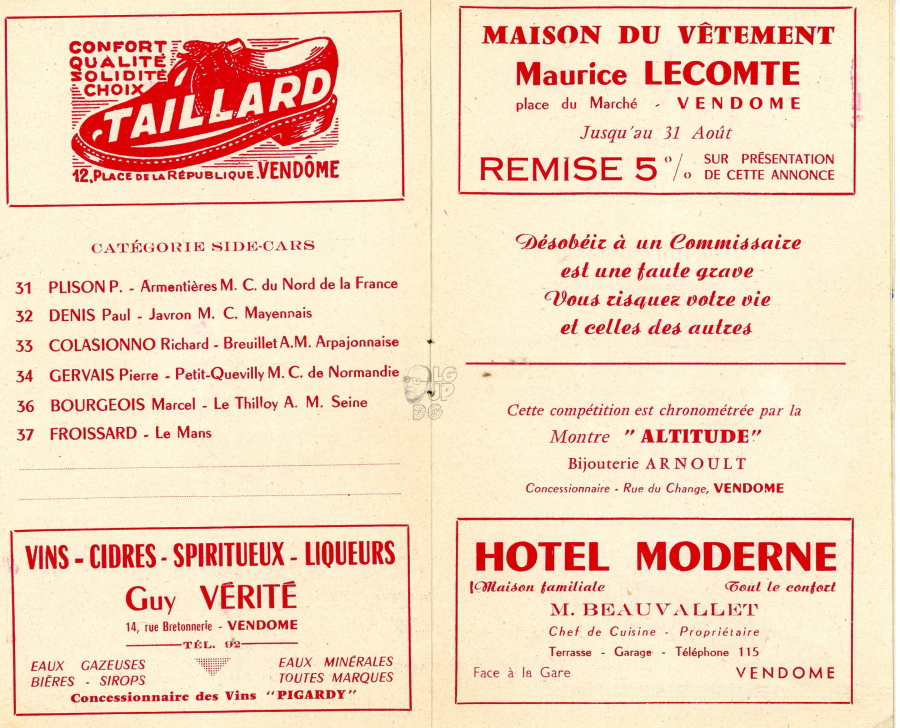 CONFORT
QUALITÉ
SOLIDITÉ
CHOIX
TAILLARD
12, PLACE DE LA RÉPUBLIQUE. VENDÔME
CATÉGORIE SIDE-CARS
31 PLISON P. - Armentières M. C. du Nord de la France
32 DENIS Paul - Javron M. C. Mayennais
33 COLASIONNO Richard - Breuillet A.M. Arpajonnaise
34 GERVAIS Pierre - Petit-Quevilly M. C. de Normandie
36 BOURGEOIS Marcel - Le Thilloy A. M. Seine
37 FROISSARD - Le Mans
VINS - CIDRES - SPIRITUEUX - LIQUEURS
Guy VÉRITÉ
14, rue Bretonnerie - VENDOME
TÉL. 92
EAUX GAZEUSES
BIÈRES - SIROPS
EAUX MINÉRALES
TOUTES MARQUES
Concessionnaire des Vins "PIGARDY"
MAISON DU VÊTEMENT
Maurice LECOMTE
place du Marché - VENDOME
Jusqu'au 31 Août
REMISE 5 %
SUR PRÉSENTATION
DE CETTE ANNONCE
Désobéir à un Commissaire
est une faute grave
Vous risquez votre vie
et celles des autres
Cette compétition est chronométrée par la
Montre "ALTITUDE"
Bijouterie ARNOULT
Concessionnaire - Rue du Change, VENDOME
HOTEL MODERNE
Maison familiale Tout le confort
M. BEAUVALLET
Chef de Cuisine - Propriétaire
Terrasse - Garage - Téléphone 115
Face à la Gare VENDOME
LG
JP
DG